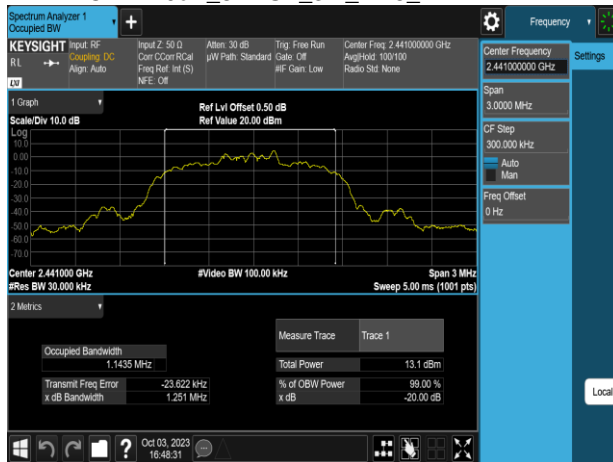 Spectrum Analyzer 1
Occupied BW
+
Frequency
KEYSIGHT
RL
LXI
Input: RF
Coupling: DC
Align: Auto
Input Z: 50 Ω
Corr CCorr RCal
Freq Ref: Int (S)
NFE: Off
Atten: 30 dB
µW Path: Standard
Trig: Free Run
Gate: Off
#IF Gain: Low
Center Freq: 2.441000000 GHz
Avg|Hold: 100/100
Radio Std: None
Center Frequency
2.441000000 GHz
Settings
Span
3.0000 MHz
CF Step
300.000 kHz
Auto
Man
Freq Offset
0 Hz
Local
1 Graph
Scale/Div 10.0 dB
Ref Lvl Offset 0.50 dB
Ref Value 20.00 dBm
Log
10.0
0.00
-10.0
-20.0
-30.0
-40.0
-50.0
-60.0
-70.0
Center 2.441000 GHz
#Video BW 100.00 kHz
Span 3 MHz
#Res BW 30.000 kHz
Sweep 5.00 ms (1001 pts)
2 Metrics
Measure Trace
Trace 1
Occupied Bandwidth
1.1435 MHz
Total Power
13.1 dBm
Transmit Freq Error
-23.622 kHz
% of OBW Power
99.00 %
x dB Bandwidth
1.251 MHz
x dB
-20.00 dB
?
Oct 03, 2023
16:48:31